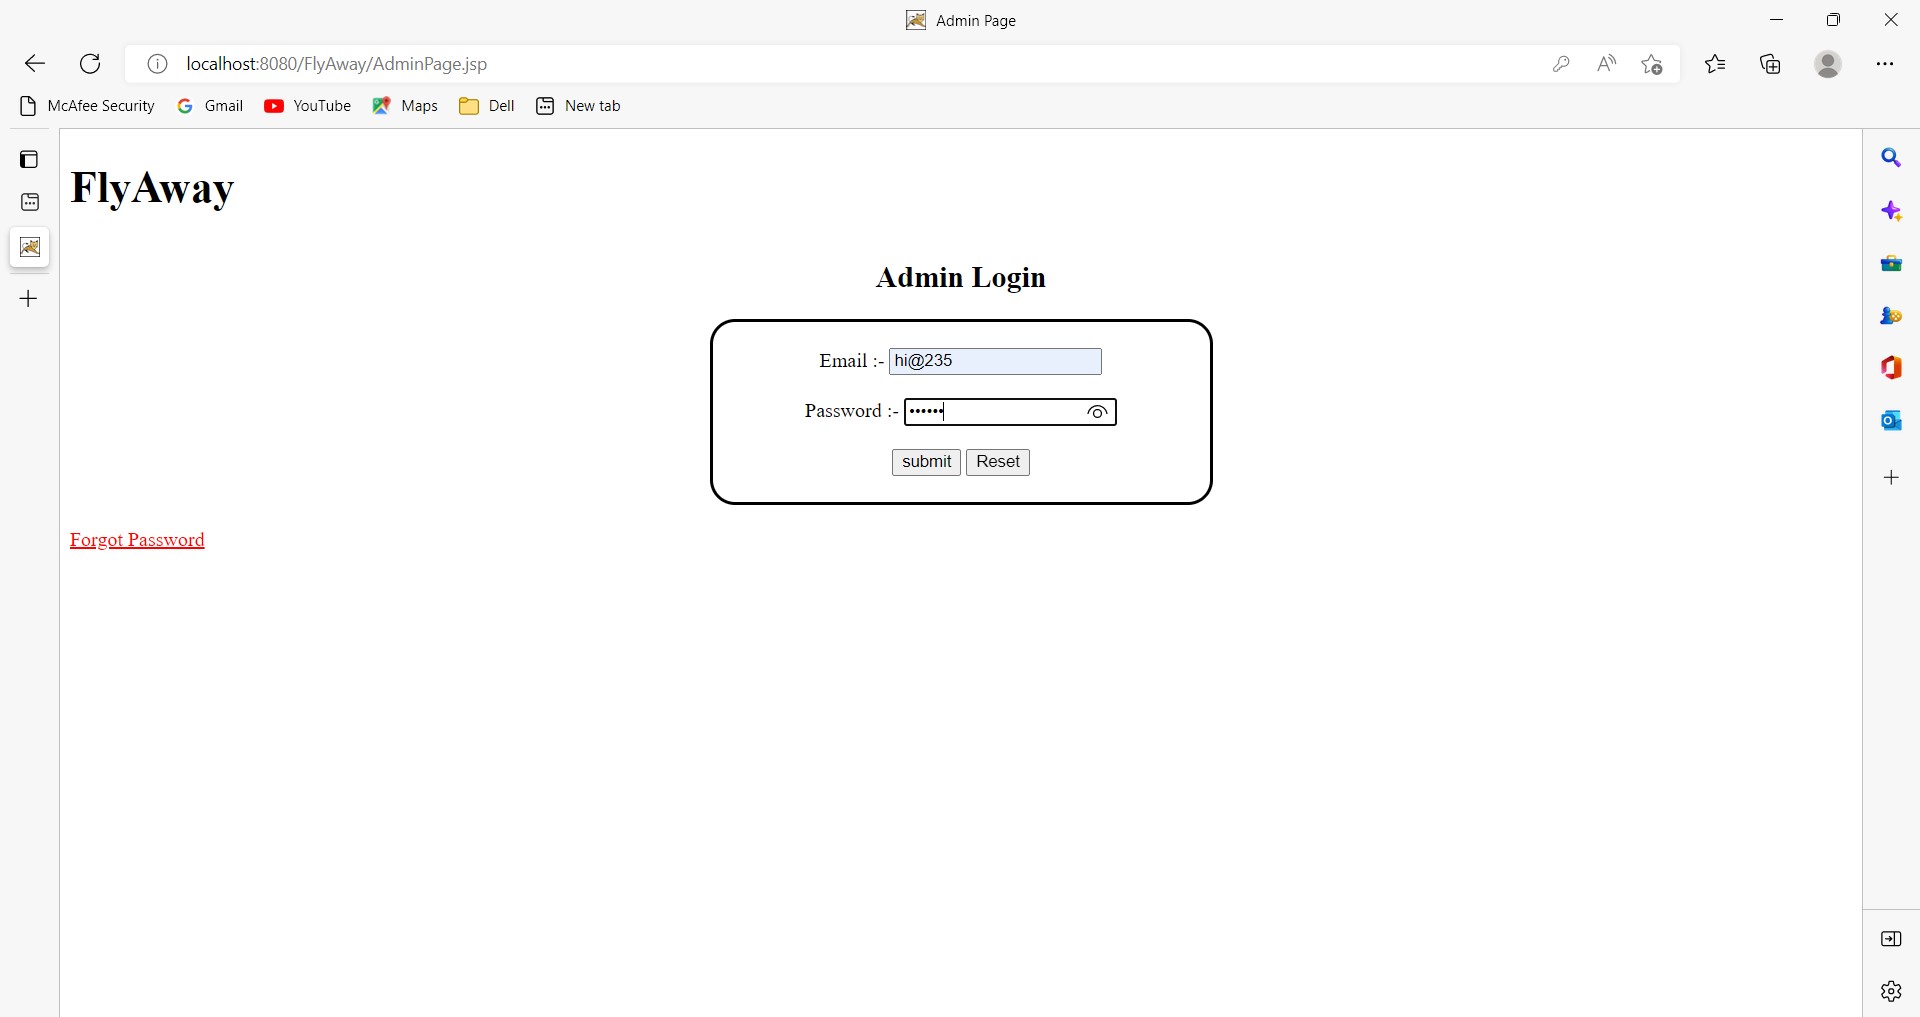 Admin Page
localhost:8080/FlyAway/AdminPage.jsp
McAfee Security Gmail YouTube Maps Dell New tab
FlyAway
Admin Login
Email :- hi@235
Password :- ••••••
submit Reset
Forgot Password